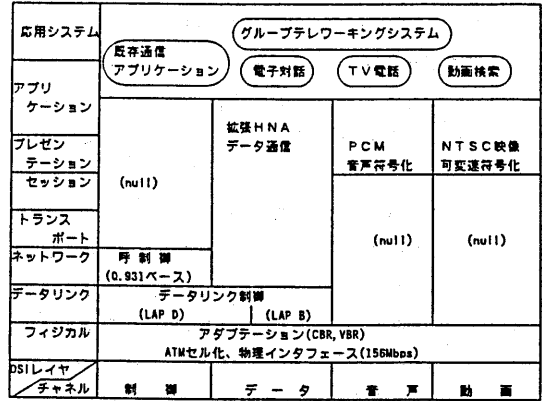 応用システム
グループテレワーキングシステム
既存通信
アプリケーション
電子対話
TV電話
動画検索
アプリ
ケーション
拡張HNA
データ通信
PCM
音声符号化
NTSC映像
可変速符号化
プレゼン
テーション
セッション
(null)
トランス
ポート
(null)
(null)
ネットワーク
呼制御
(0.931ベース)
データリンク
データリンク制御
(LAP D)
(LAP B)
フィジカル
アダプテーション(CBR,VBR)
ATMセル化、物理インタフェース(156Mbps)
OSIレイヤ
チャネル
制御
データ
音声
動画